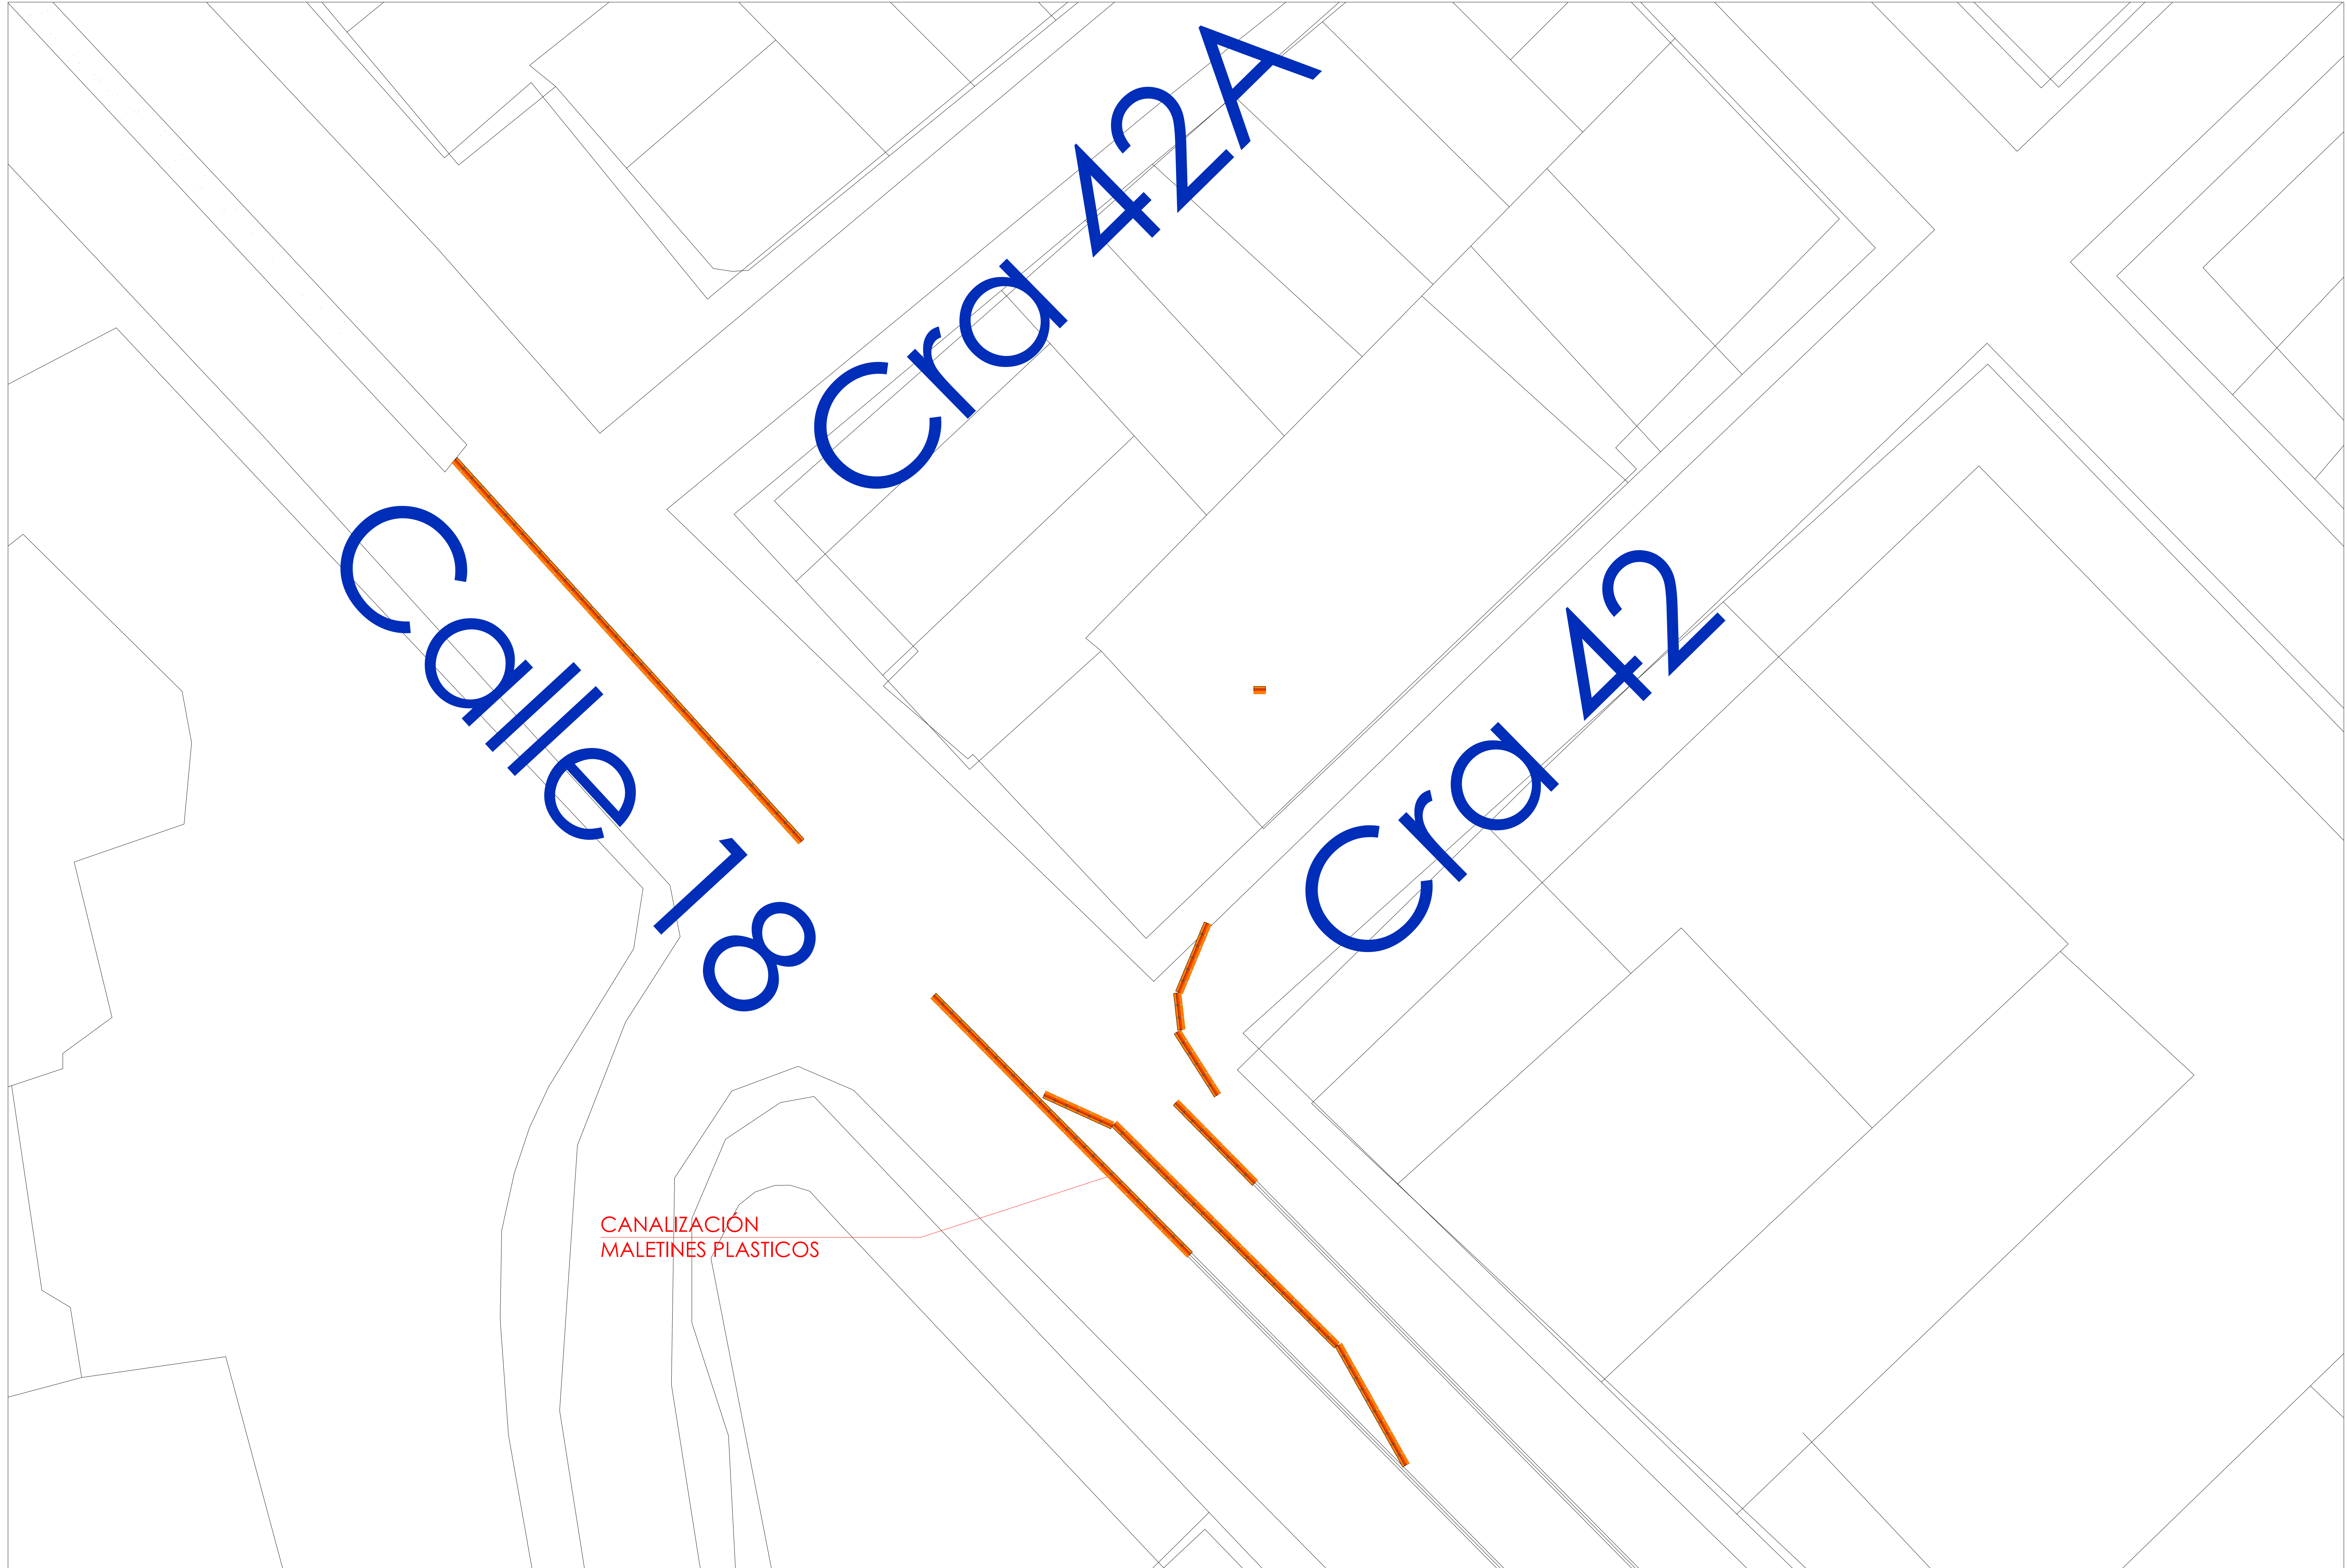 Cra 42A
Calle 18
Cra 42
CANALIZACIÓN
MALETINES PLASTICOS